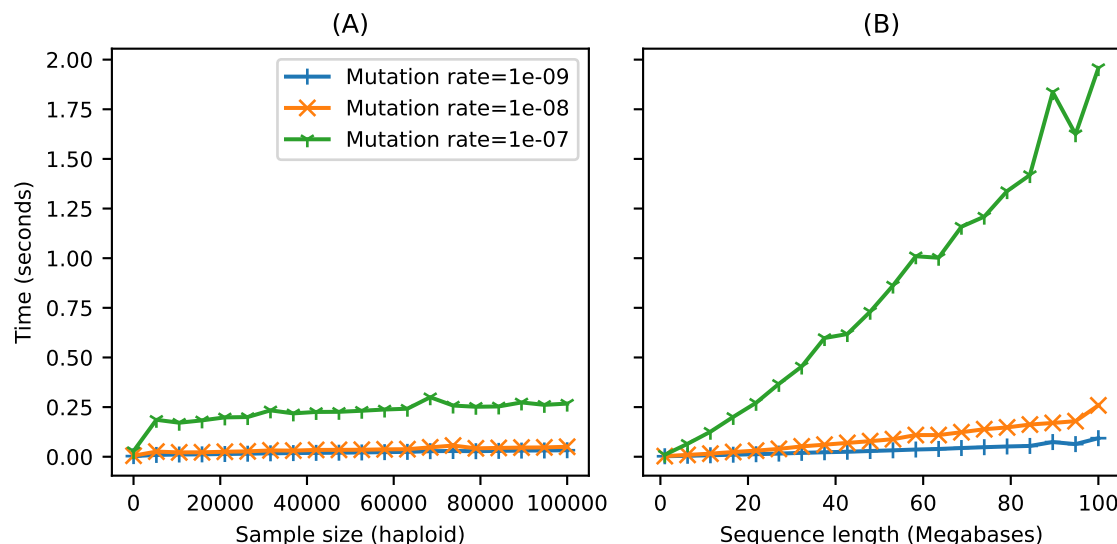 (A)
(B)
Time (seconds)
2.00
1.75
1.50
1.25
1.00
0.75
0.50
0.25
0.00
Mutation rate=1e-09
Mutation rate=1e-08
Mutation rate=1e-07
0 20000 40000 60000 80000 100000
Sample size (haploid)
0 20 40 60 80 100
Sequence length (Megabases)